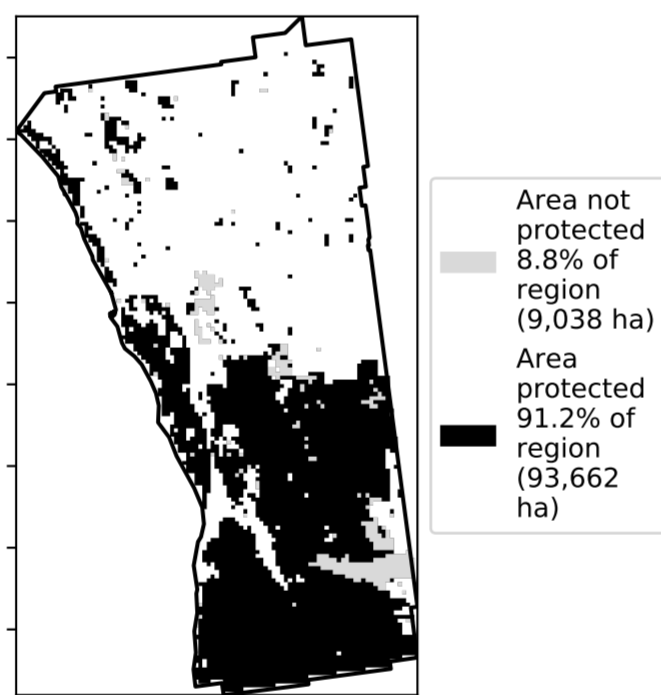 Area not
protected
8.8% of
region
(9,038 ha)
Area
protected
91.2% of
region
(93,662
ha)